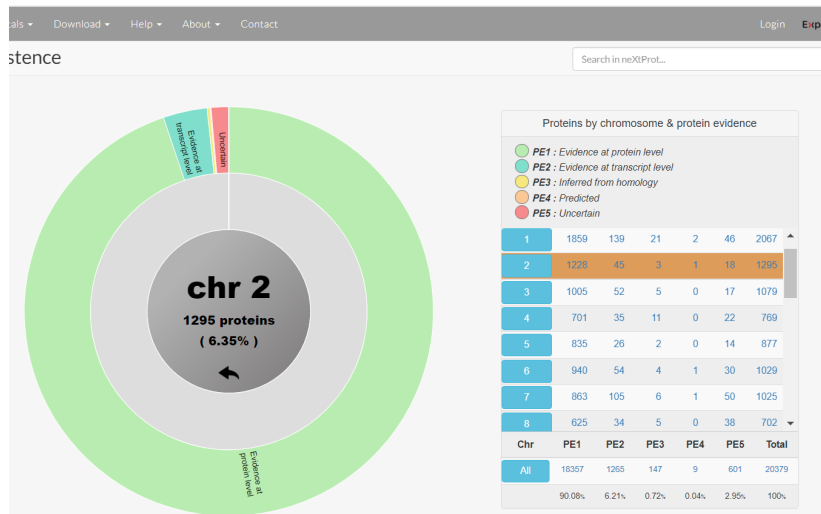 Download Help About Contact Login
stence
Search in neXtProt...
Evidence at
transcript level
Uncertain
chr 2
1295 proteins
( 6.35% )
Evidence at
protein level
Proteins by chromosome & protein evidence
PE1 : Evidence at protein level
PE2 : Evidence at transcript level
PE3 : Inferred from homology
PE4 : Predicted
PE5 : Uncertain
1 1859 139 21 2 46 2067
2 1228 45 3 1 18 1295
3 1005 52 5 0 17 1079
4 701 35 11 0 22 769
5 835 26 2 0 14 877
6 940 54 4 1 30 1029
7 863 105 6 1 50 1025
8 625 34 5 0 38 702
Chr PE1 PE2 PE3 PE4 PE5 Total
All 18357 1265 147 9 601 20379
90.08% 6.21% 0.72% 0.04% 2.95% 100%